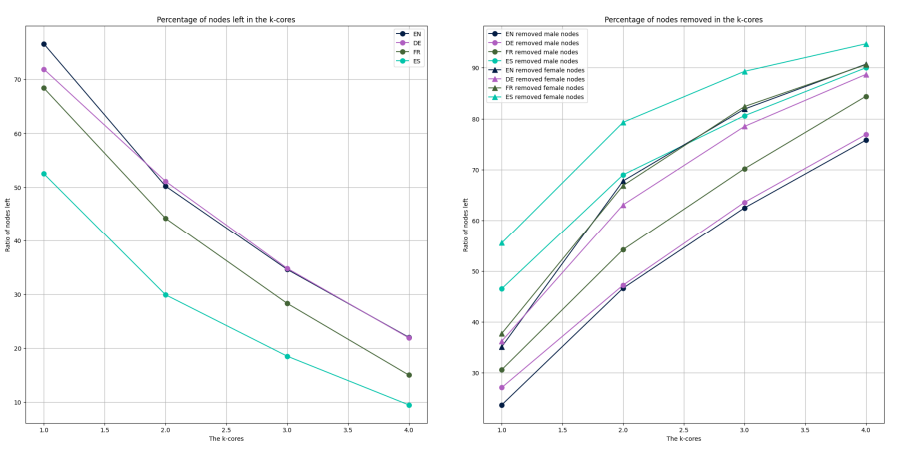 Percentage of nodes left in the k-cores
EN
DE
FR
ES
70
60
50
40
30
20
10
Ratio of nodes left
1.0 1.5 2.0 2.5 3.0 3.5 4.0
The k-cores
Percentage of nodes removed in the k-cores
EN removed male nodes
DE removed male nodes
FR removed male nodes
ES removed male nodes
EN removed female nodes
DE removed female nodes
FR removed female nodes
ES removed female nodes
90
80
70
60
50
40
30
Ratio of nodes left
1.0 1.5 2.0 2.5 3.0 3.5 4.0
The k-cores